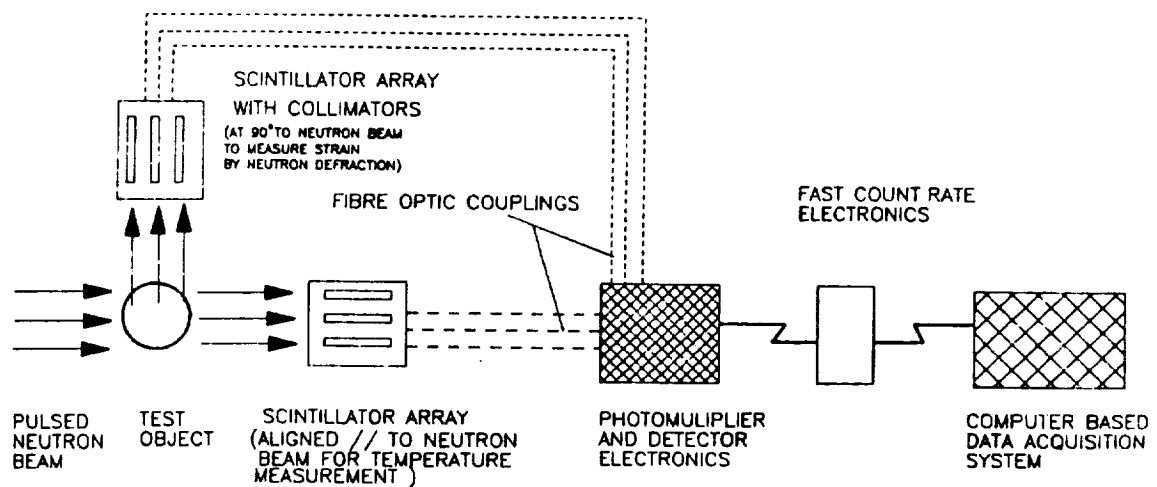 SCINTILLATOR ARRAY
WITH COLLIMATORS
(AT 90° TO NEUTRON BEAM
TO MEASURE STRAIN
BY NEUTRON DEFRACTION)
FIBRE OPTIC COUPLINGS
FAST COUNT RATE
ELECTRONICS
PULSED
NEUTRON
BEAM
TEST
OBJECT
SCINTILLATOR ARRAY
(ALIGNED // TO NEUTRON
BEAM FOR TEMPERATURE
MEASUREMENT )
PHOTOMULIPLIER
AND DETECTOR
ELECTRONICS
COMPUTER BASED
DATA ACQUISITION
SYSTEM